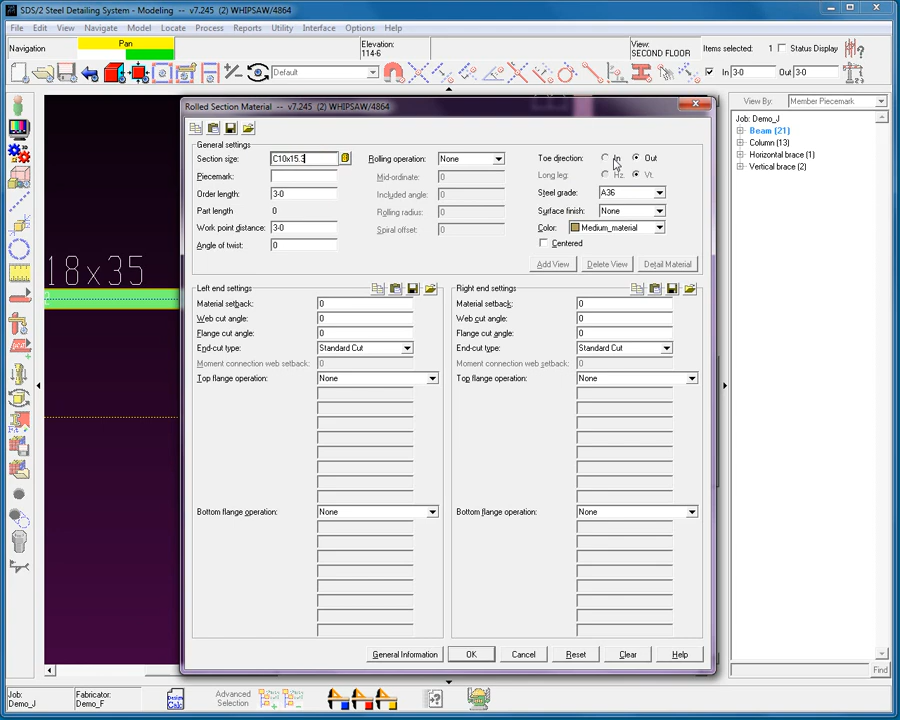 SDS/2 Steel Detailing System - Modeling -- v7.245 (2) WHIPSAW/4864
File Edit View Navigate Model Locate Process Reports Utility Interface Options Help
Navigation Pan Elevation: 114-6 View: SECOND FLOOR Items selected: 1 Status Display
Default In 3-0 Out 3-0
View By: Member Piecemark
Job: Demo_J
Beam (21)
Column (13)
Horizontal brace (1)
Vertical brace (2)
18x35
Rolled Section Material -- v7.245 (2) WHIPSAW/4864
General settings
Section size: C10x15.3 Rolling operation: None Toe direction: In Out
Piecemark: Mid-ordinate: 0 Long leg: Hz. Vt.
Order length: 3-0 Included angle: 0 Steel grade: A36
Part length 0 Rolling radius: 0 Surface finish: None
Work point distance: 3-0 Spiral offset: 0 Color: Medium_material
Angle of twist: 0 Centered
Add View Delete View Detail Material
Left end settings Right end settings
Material setback: 0 Material setback: 0
Web cut angle: 0 Web cut angle: 0
Flange cut angle: 0 Flange cut angle: 0
End-cut type: Standard Cut End-cut type: Standard Cut
Moment connection web setback: 0 Moment connection web setback: 0
Top flange operation: None Top flange operation: None
Bottom flange operation: None Bottom flange operation: None
General Information OK Cancel Reset Clear Help
Find
Job: Demo_J Fabricator: Demo_F Design Calc Advanced Selection